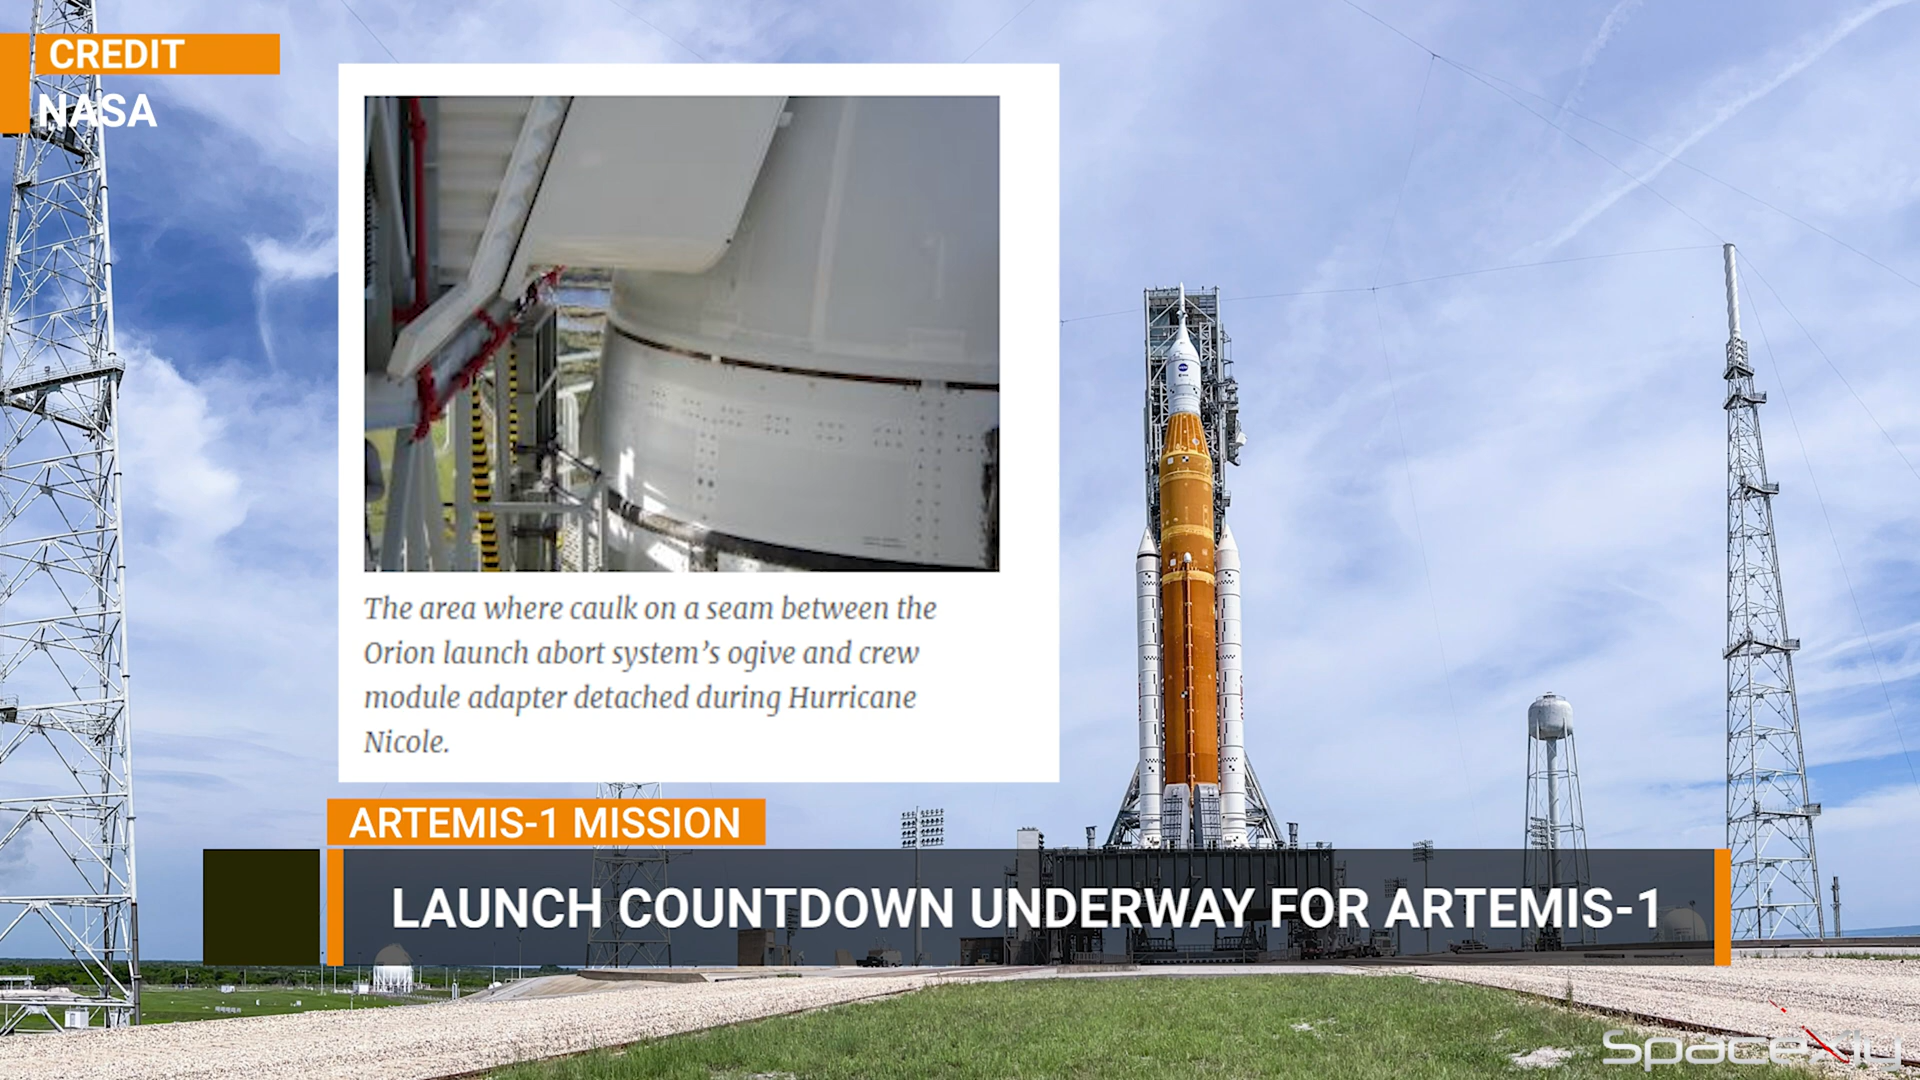 CREDIT
NASA
The area where caulk on a seam between the
Orion launch abort system’s ogive and crew
module adapter detached during Hurricane
Nicole.
ARTEMIS-1 MISSION
LAUNCH COUNTDOWN UNDERWAY FOR ARTEMIS-1
SpaceXfly